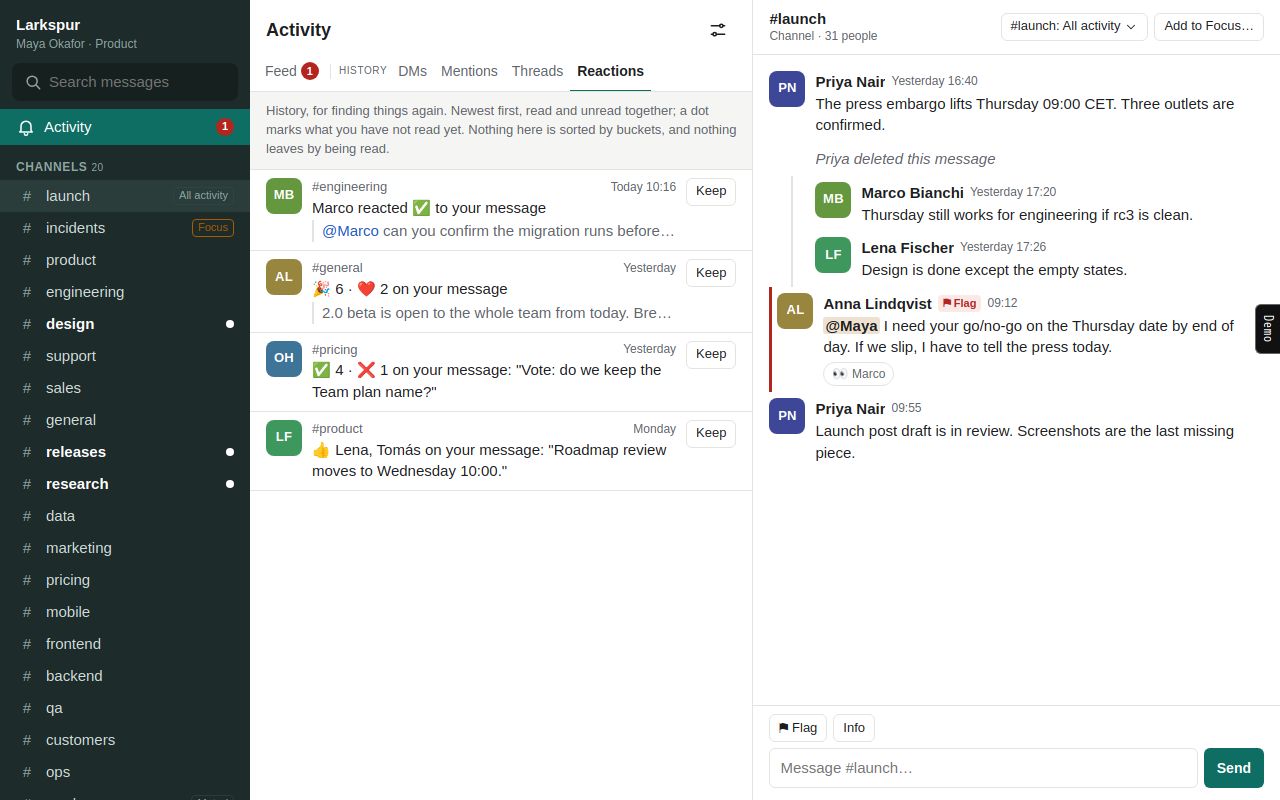 Larkspur
Maya Okafor · Product
Search messages
Activity 1
CHANNELS 20
# launch All activity
# incidents Focus
# product
# engineering
# design
# support
# sales
# general
# releases
# research
# data
# marketing
# pricing
# mobile
# frontend
# backend
# qa
# customers
# ops
Activity
Feed 1 HISTORY DMs Mentions Threads Reactions
History, for finding things again. Newest first, read and unread together; a dot
marks what you have not read yet. Nothing here is sorted by buckets, and nothing
leaves by being read.
MB #engineering Today 10:16 Keep
Marco reacted ✅ to your message
@Marco can you confirm the migration runs before…
AL #general Yesterday Keep
🎉 6 · ❤️ 2 on your message
2.0 beta is open to the whole team from today. Bre…
OH #pricing Yesterday Keep
✅ 4 · ❌ 1 on your message: "Vote: do we keep the
Team plan name?"
LF #product Monday Keep
👍 Lena, Tomás on your message: "Roadmap review
moves to Wednesday 10:00."
#launch
Channel · 31 people
#launch: All activity
Add to Focus…
PN Priya Nair Yesterday 16:40
The press embargo lifts Thursday 09:00 CET. Three outlets are
confirmed.
Priya deleted this message
MB Marco Bianchi Yesterday 17:20
Thursday still works for engineering if rc3 is clean.
LF Lena Fischer Yesterday 17:26
Design is done except the empty states.
AL Anna Lindqvist Flag 09:12
@Maya I need your go/no-go on the Thursday date by end of
day. If we slip, I have to tell the press today.
👀 Marco
PN Priya Nair 09:55
Launch post draft is in review. Screenshots are the last missing
piece.
Demo
Flag Info
Message #launch…
Send